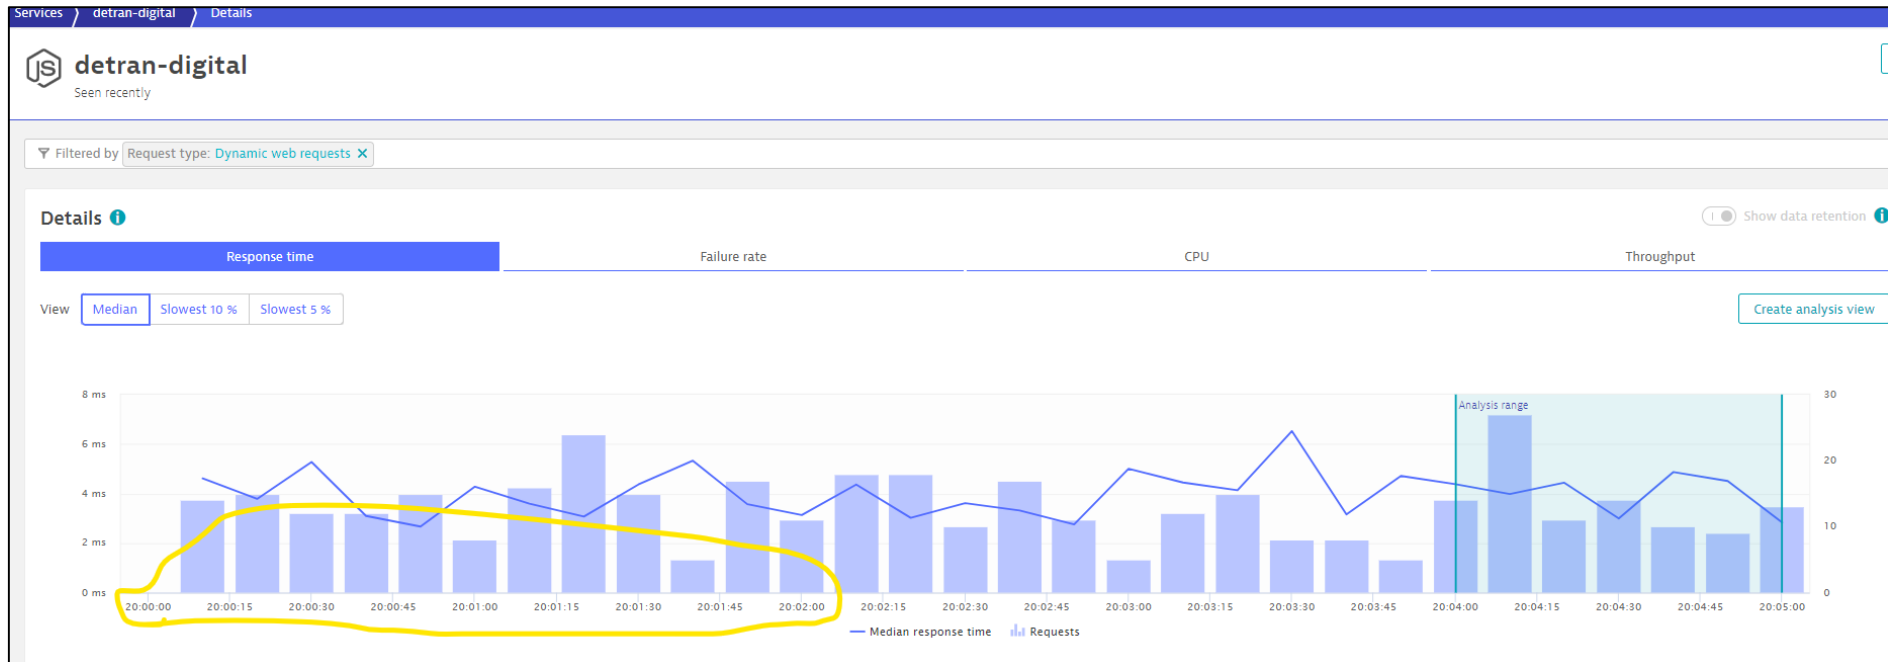 Services detran-digital Details
JS detran-digital
Seen recently
Filtered by Request type: Dynamic web requests
Details
Show data retention
Response time Failure rate CPU Throughput
View Median Slowest 10 % Slowest 5 %
Create analysis view
8 ms 30
Analysis range
6 ms
20
4 ms
10
2 ms
0 ms 0
20:00:00 20:00:15 20:00:30 20:00:45 20:01:00 20:01:15 20:01:30 20:01:45 20:02:00 20:02:15 20:02:30 20:02:45 20:03:00 20:03:15 20:03:30 20:03:45 20:04:00 20:04:15 20:04:30 20:04:45 20:05:00
Median response time Requests